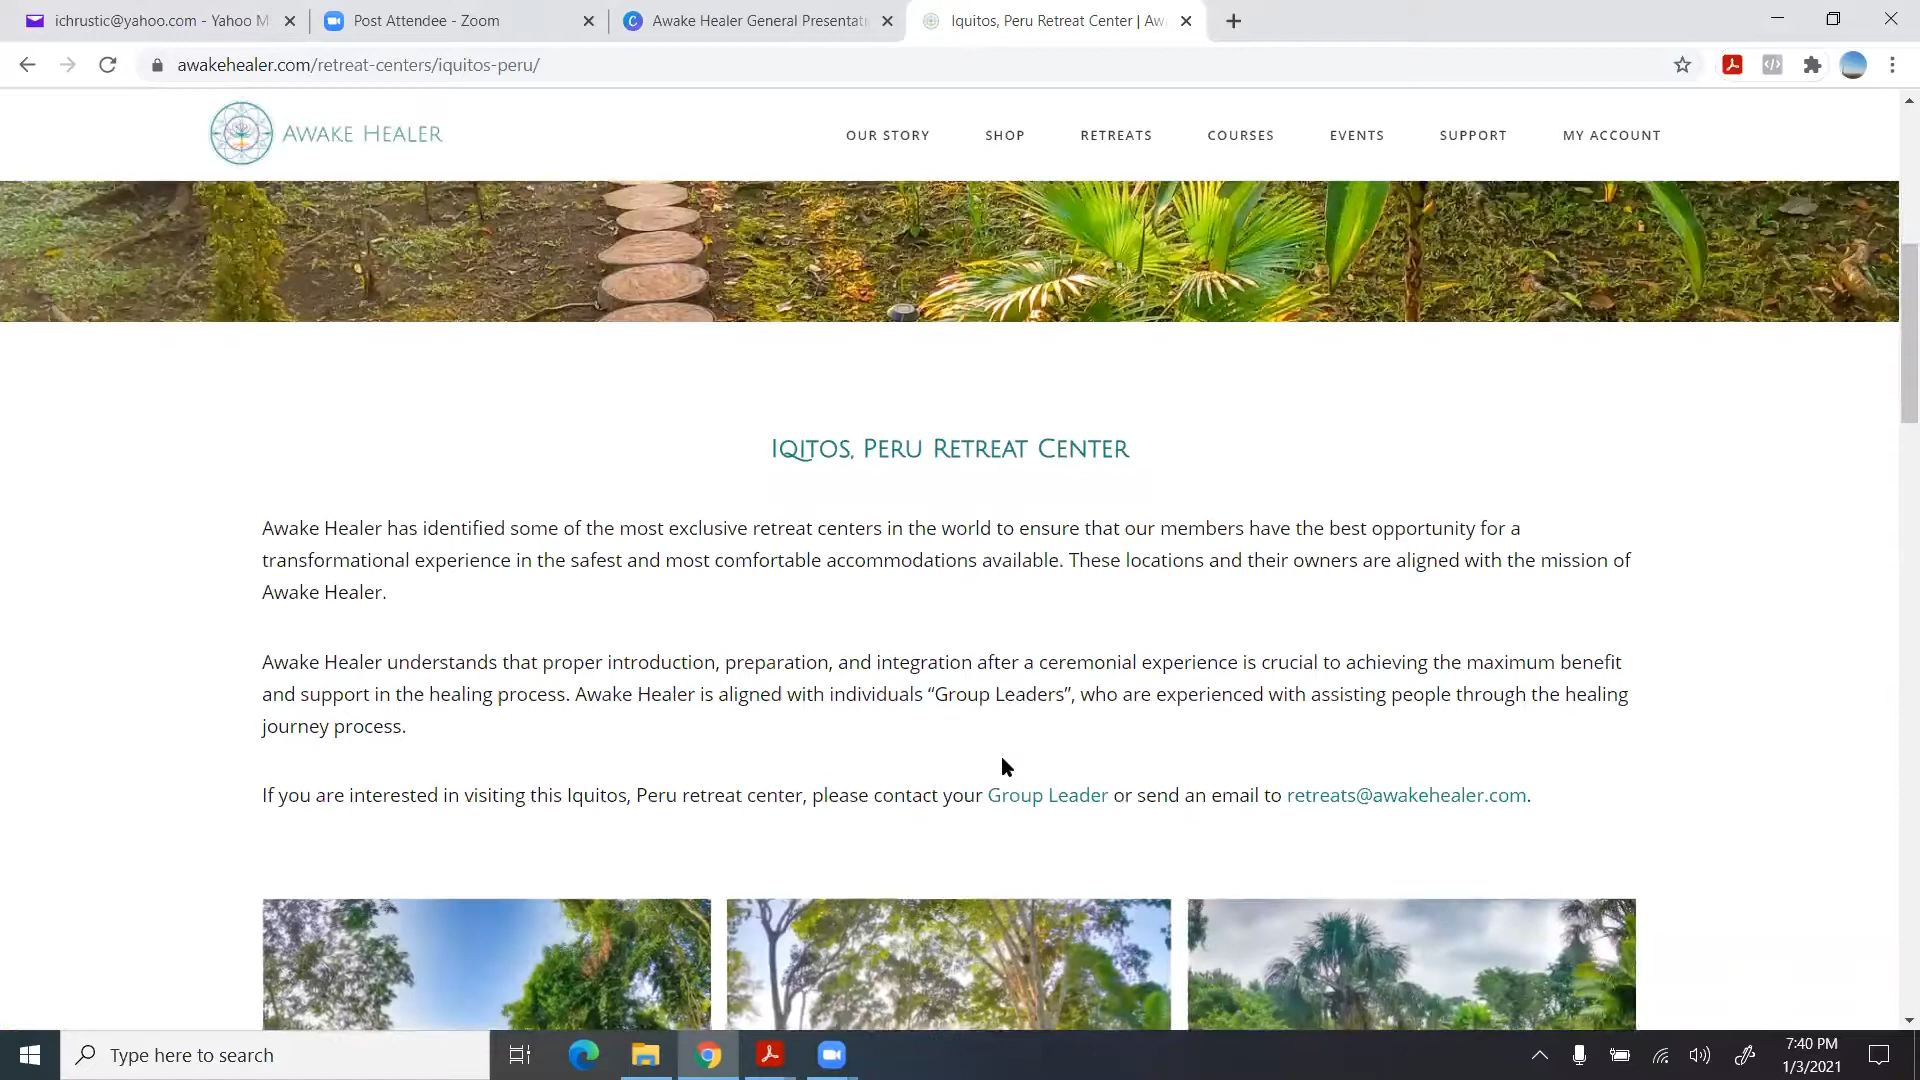 ichrustic@yahoo.com - Yahoo M
Post Attendee - Zoom
Awake Healer General Presentati
Iquitos, Peru Retreat Center | Aw
awakehealer.com/retreat-centers/iquitos-peru/
AWAKE HEALER
OUR STORY
SHOP
RETREATS
COURSES
EVENTS
SUPPORT
MY ACCOUNT
IQITOS, PERU RETREAT CENTER
Awake Healer has identified some of the most exclusive retreat centers in the world to ensure that our members have the best opportunity for a
transformational experience in the safest and most comfortable accommodations available. These locations and their owners are aligned with the mission of
Awake Healer.
Awake Healer understands that proper introduction, preparation, and integration after a ceremonial experience is crucial to achieving the maximum benefit
and support in the healing process. Awake Healer is aligned with individuals “Group Leaders”, who are experienced with assisting people through the healing
journey process.
If you are interested in visiting this Iquitos, Peru retreat center, please contact your Group Leader or send an email to retreats@awakehealer.com.
Type here to search
7:40 PM
1/3/2021